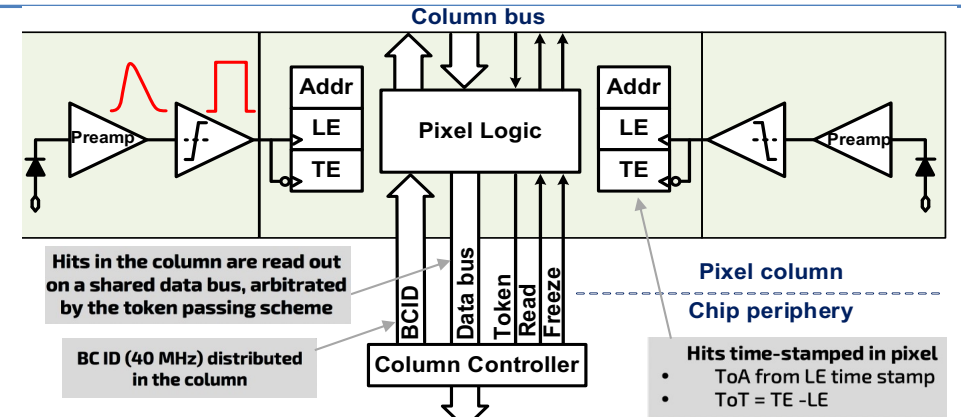 Column bus
Addr
LE
TE
Preamp
Pixel Logic
Addr
LE
TE
Preamp
Hits in the column are read out
on a shared data bus, arbitrated
by the token passing scheme
BCID
Data bus
Token
Read
Freeze
Pixel column
Chip periphery
BC ID (40 MHz) distributed
in the column
Column Controller
Hits time-stamped in pixel
• ToA from LE time stamp
• ToT = TE -LE